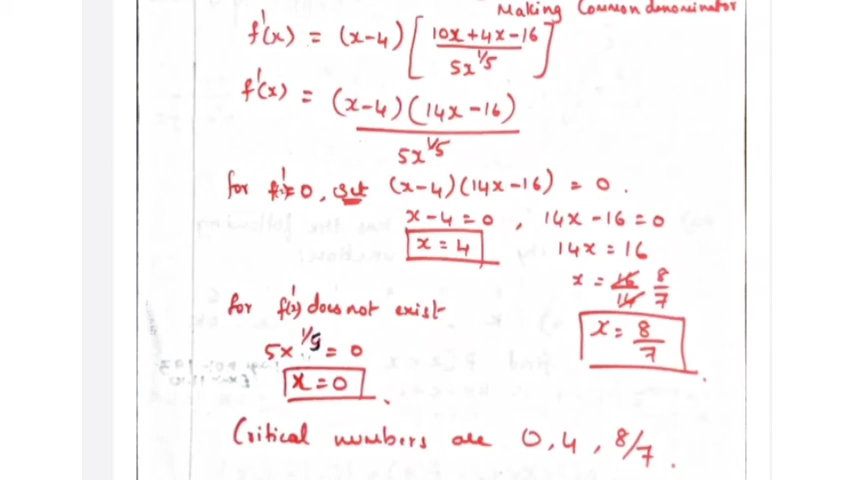 Making Common denominator
f'(x) = (x-4) [ (10x+4x-16) / 5x^1/5 ]
f'(x) = (x-4)(14x-16) / 5x^1/5
for f'=0, set (x-4)(14x-16) = 0.
x-4=0 , 14x-16=0
x=4 14x=16
x = 16/14 8/7
x = 8/7
for f'(x) does not exist
5x^1/5 = 0
x=0
Critical numbers are 0, 4, 8/7.